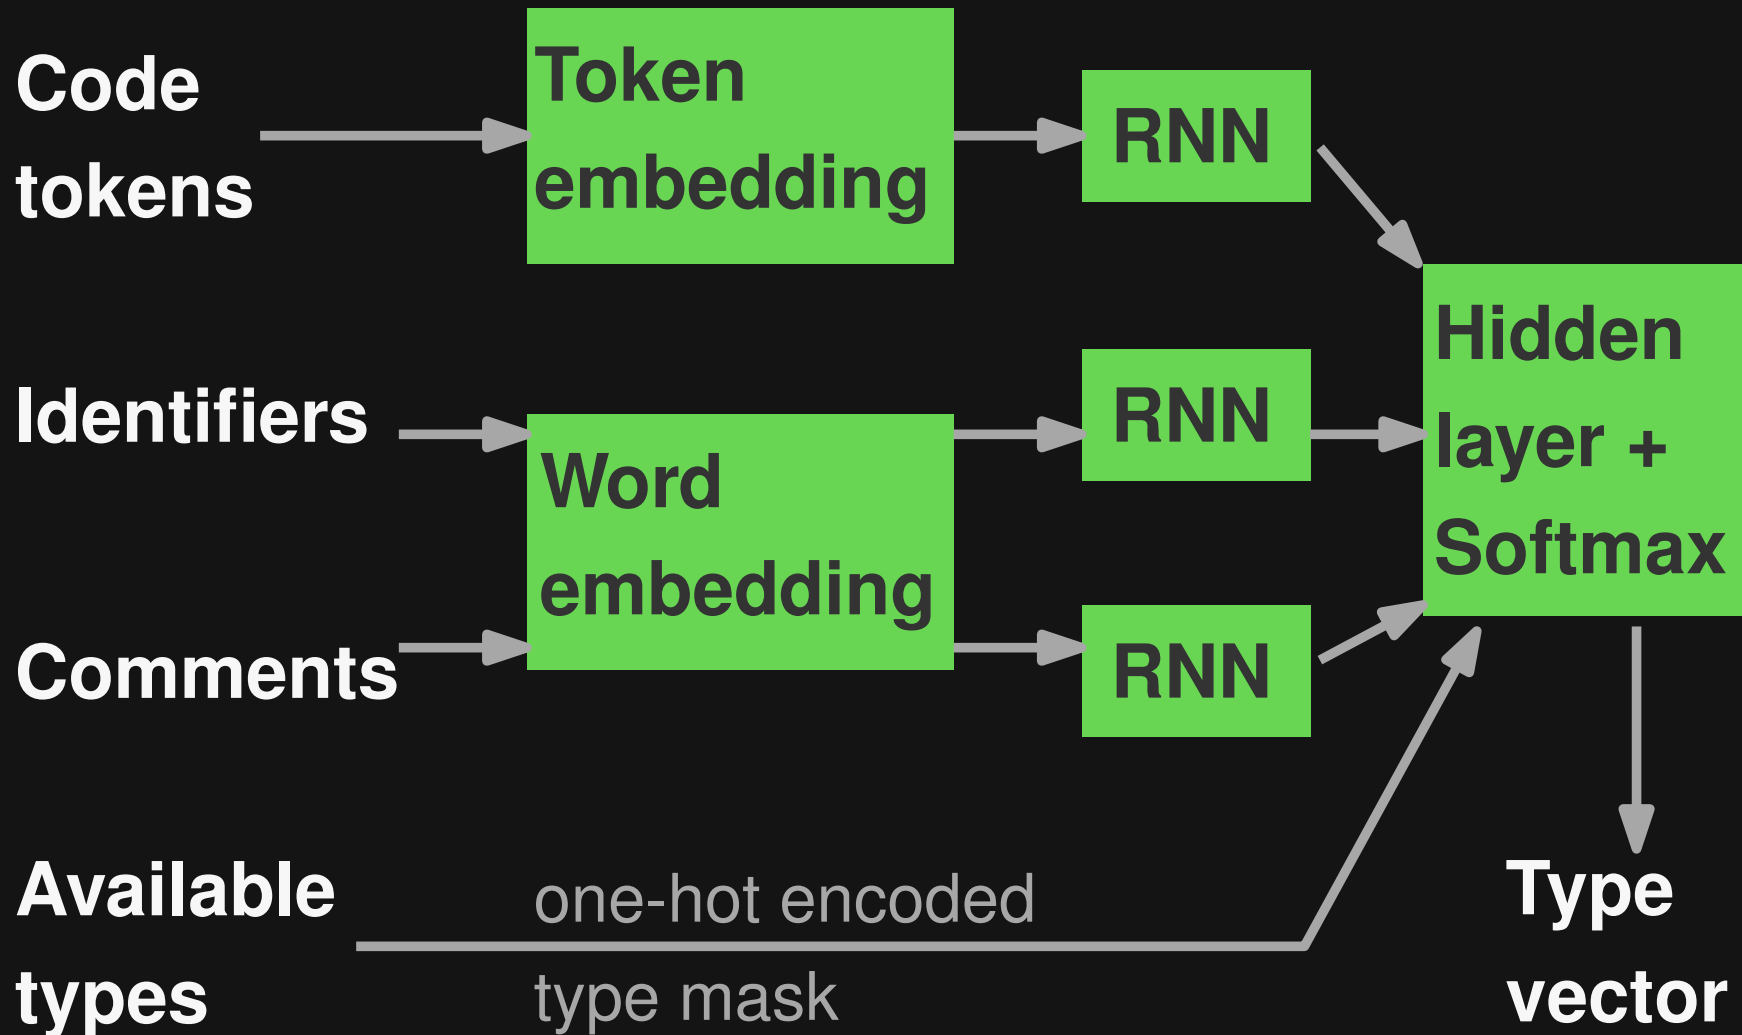 Code
tokens
Token
embedding
RNN
Identifiers
Comments
Word
embedding
RNN
RNN
Hidden
layer +
Softmax
Available
types
one-hot encoded
type mask
Type
vector